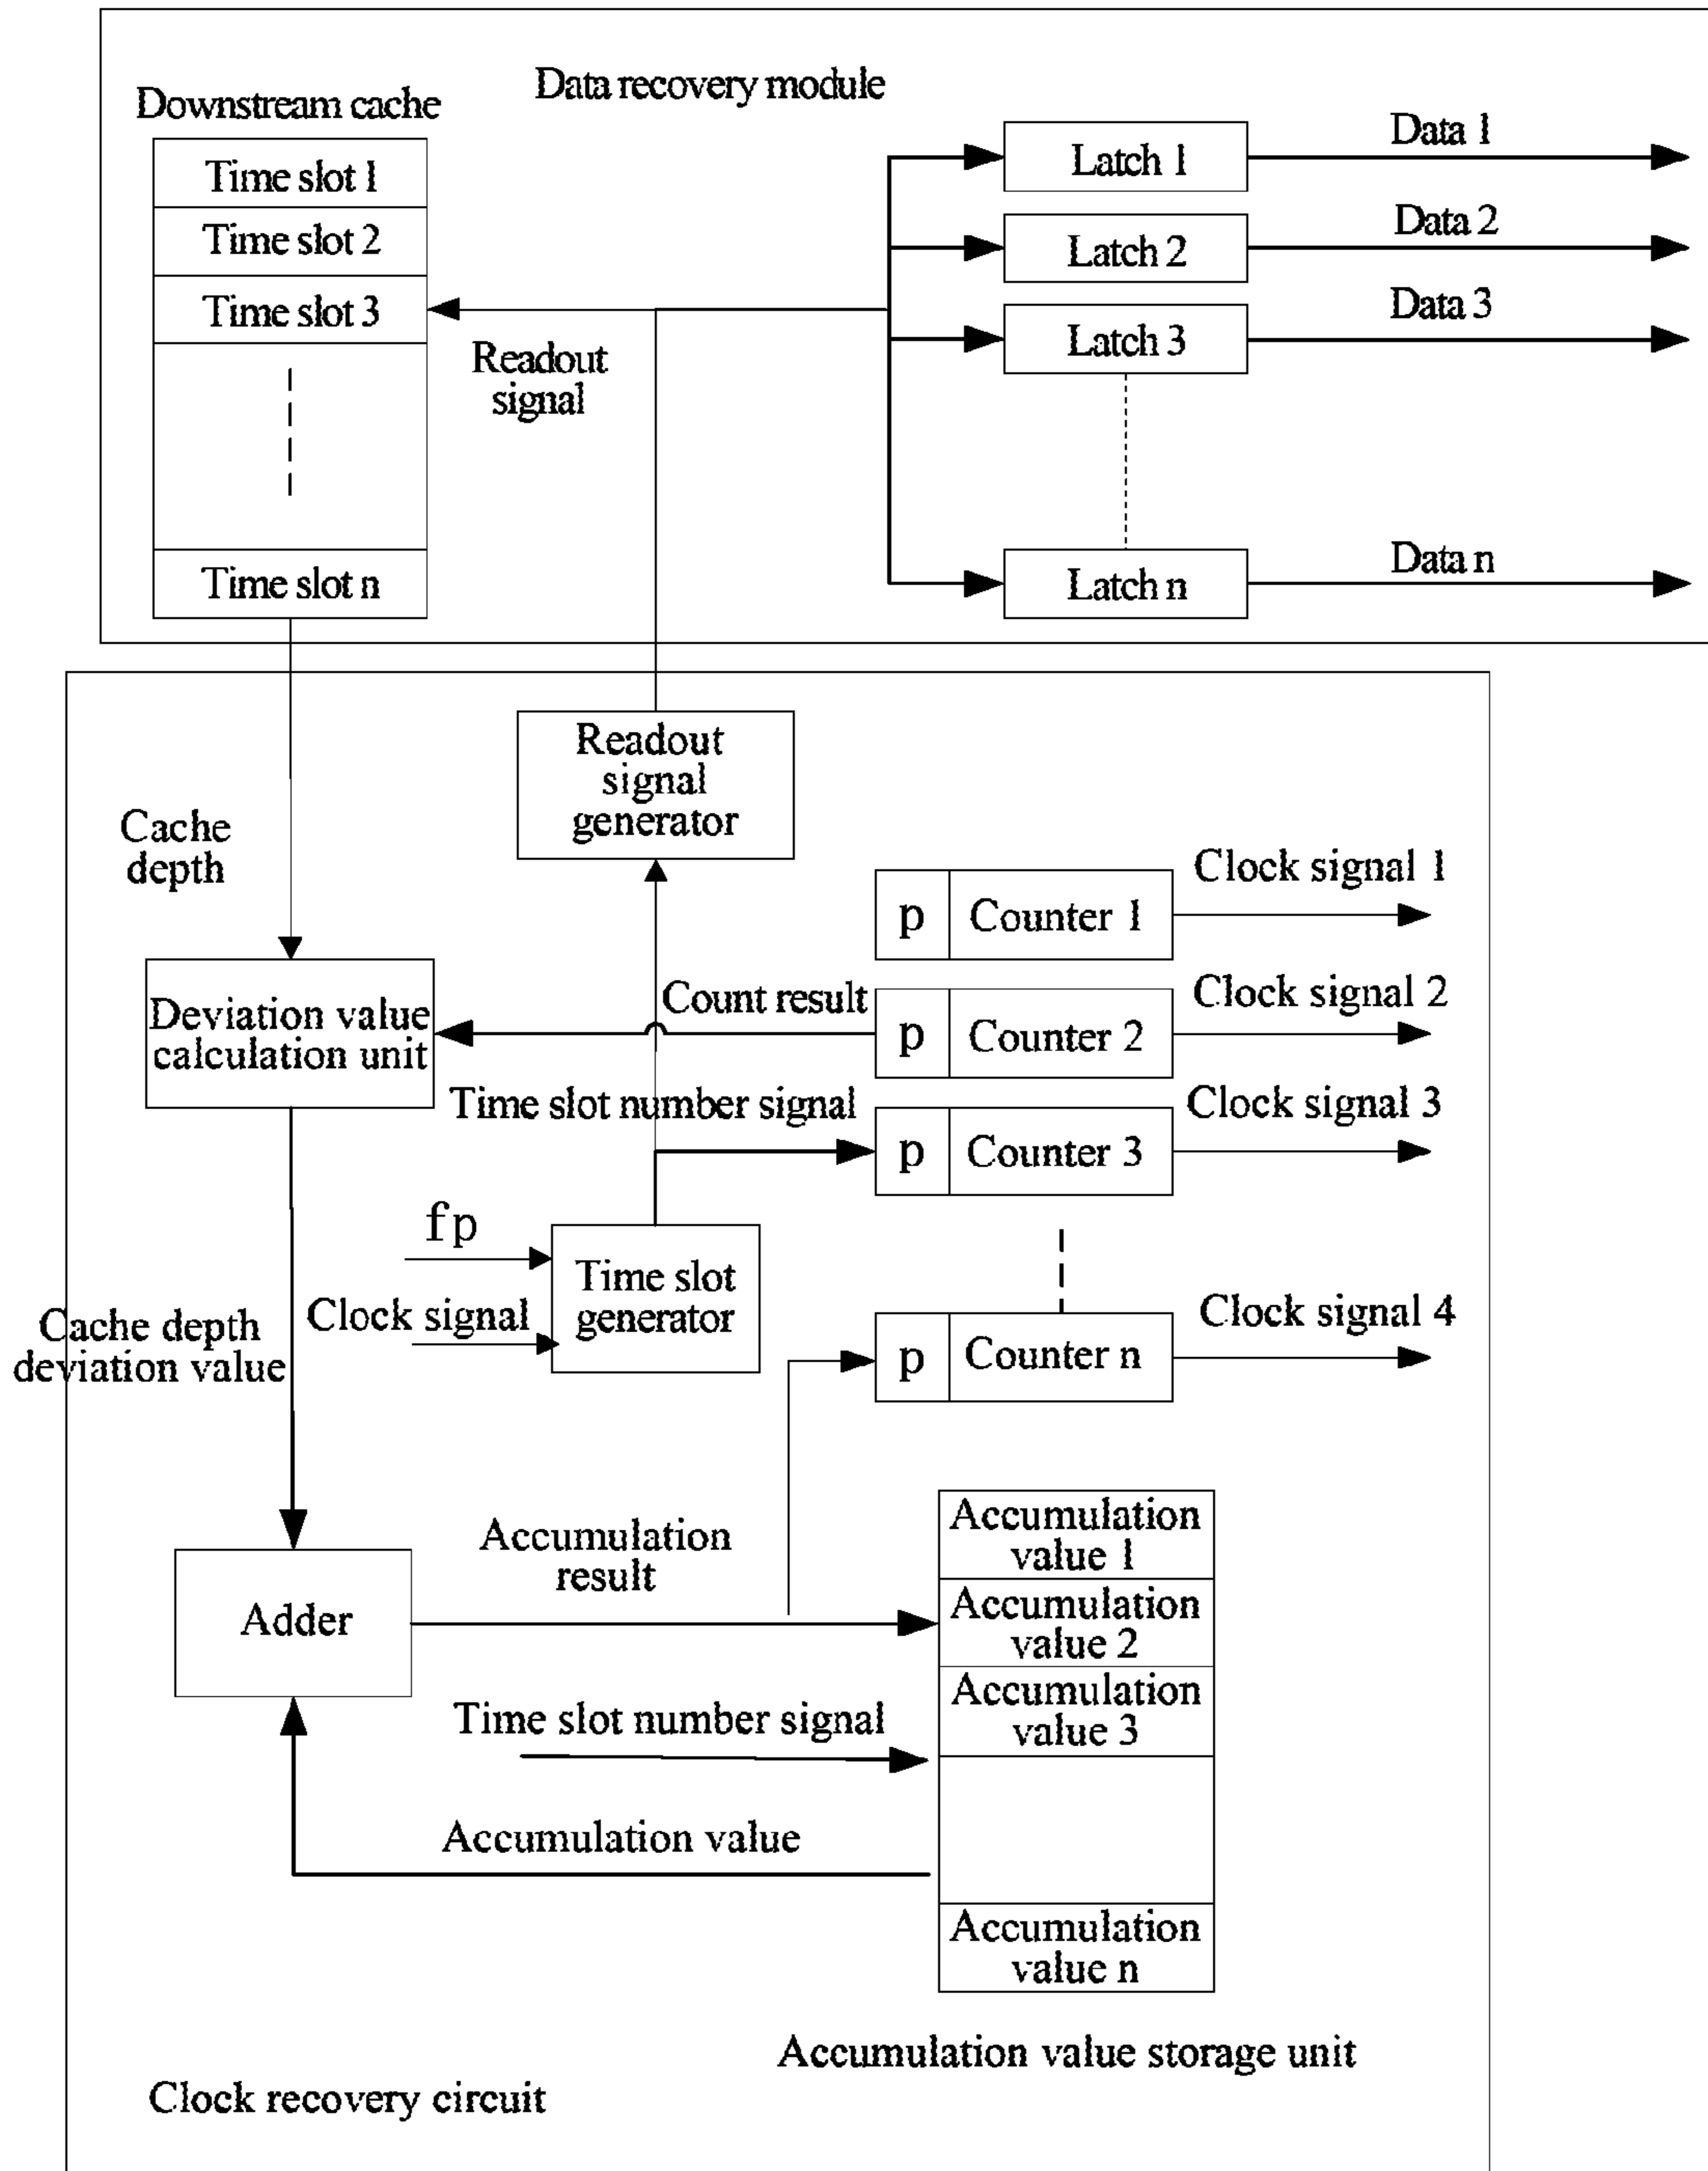 Data recovery module
Downstream cache
Time slot 1
Time slot 2
Time slot 3
Time slot n
Readout
signal
Latch 1
Data 1
Latch 2
Data 2
Latch 3
Data 3
Latch n
Data n
Readout
signal
generator
Cache
depth
p
Counter 1
Clock signal 1
Deviation value
calculation unit
Count result
p
Counter 2
Clock signal 2
Time slot number signal
p
Counter 3
Clock signal 3
fp
Clock signal
Time slot
generator
Cache depth
deviation value
p
Counter n
Clock signal 4
Adder
Accumulation
result
Accumulation
value 1
Accumulation
value 2
Accumulation
value 3
Time slot number signal
Accumulation value
Accumulation
value n
Accumulation value storage unit
Clock recovery circuit